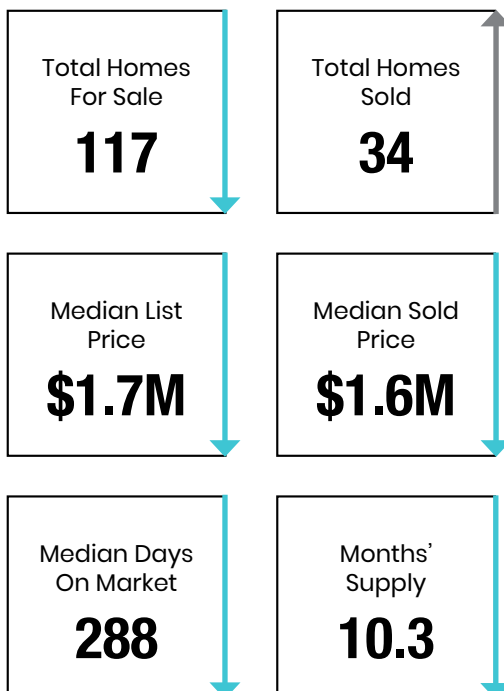 Total Homes
For Sale
117
Total Homes
Sold
34
Median List
Price
$1.7M
Median Sold
Price
$1.6M
Median Days
On Market
288
Months’
Supply
10.3